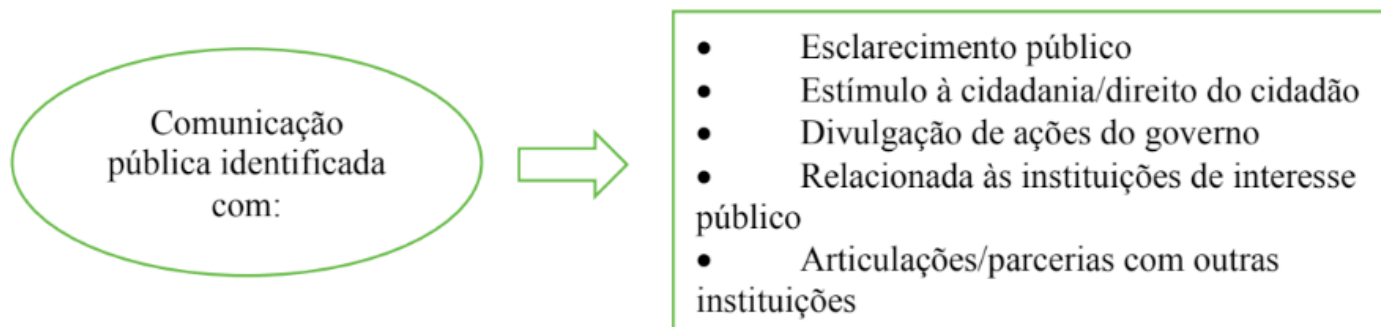 Comunicação
pública identificada
com:
• Esclarecimento público
• Estímulo à cidadania/direito do cidadão
• Divulgação de ações do governo
• Relacionada às instituições de interesse
público
• Articulações/parcerias com outras
instituições